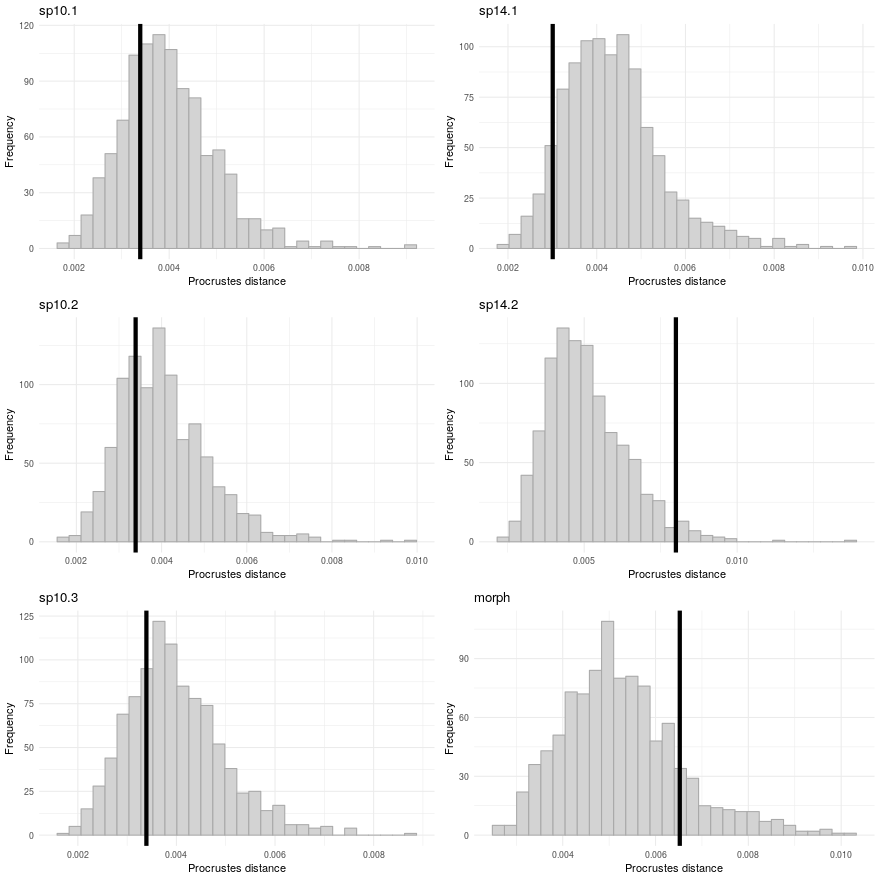 sp10.1
Frequency
120
90
60
30
0
0.002 0.004 0.006 0.008
Procrustes distance
sp14.1
Frequency
100
75
50
25
0
0.002 0.004 0.006 0.008 0.010
Procrustes distance
sp10.2
Frequency
100
50
0
0.002 0.004 0.006 0.008 0.010
Procrustes distance
sp14.2
Frequency
100
50
0
0.005 0.010
Procrustes distance
sp10.3
Frequency
125
100
75
50
25
0
0.002 0.004 0.006 0.008
Procrustes distance
morph
Frequency
90
60
30
0
0.004 0.006 0.008 0.010
Procrustes distance